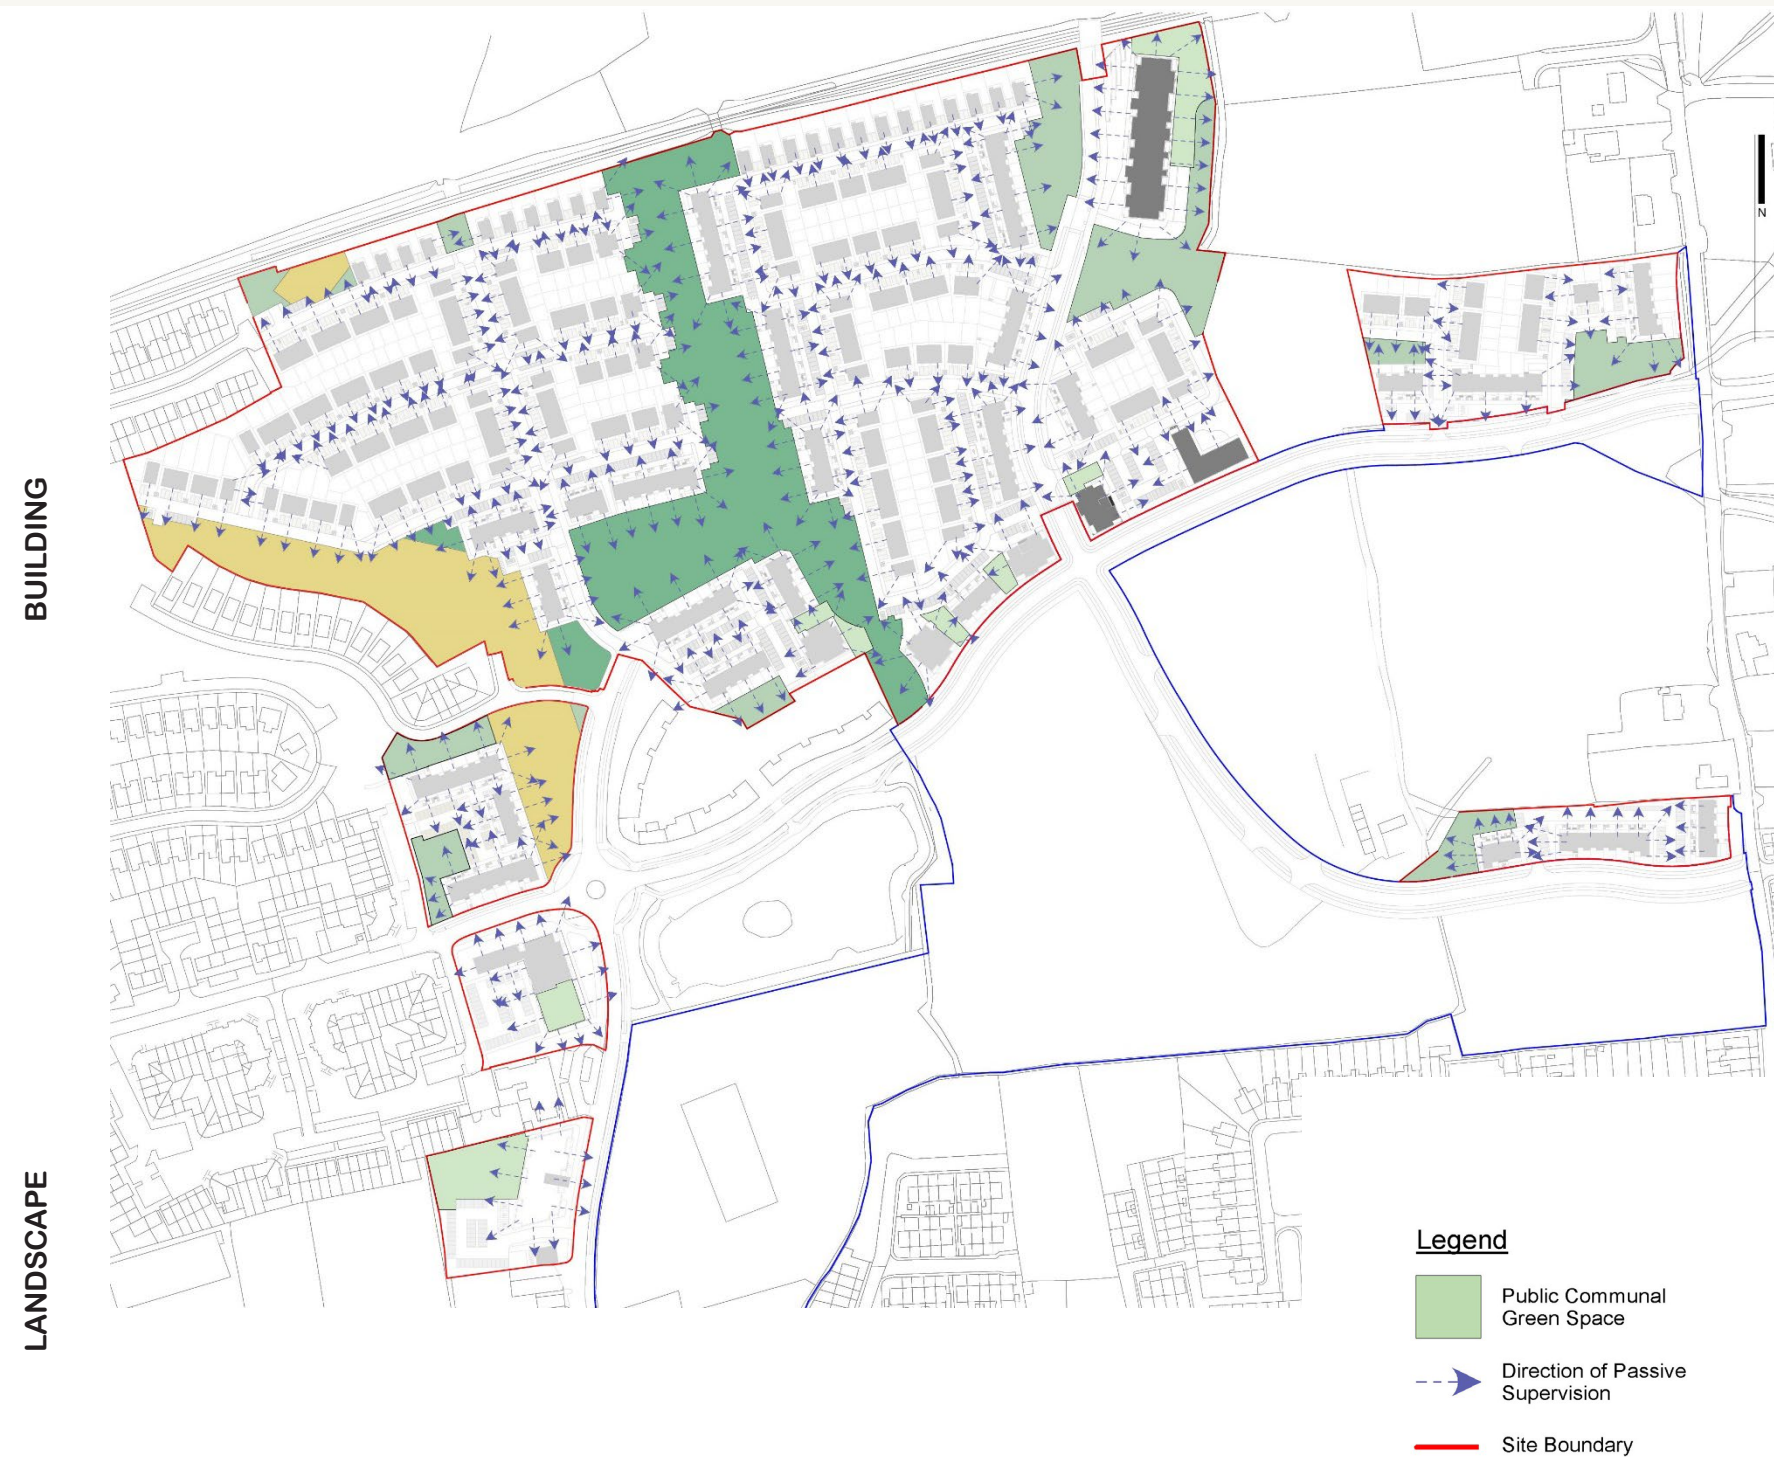 BUILDING
LANDSCAPE
N
Legend
Public Communal
Green Space
Direction of Passive
Supervision
Site Boundary